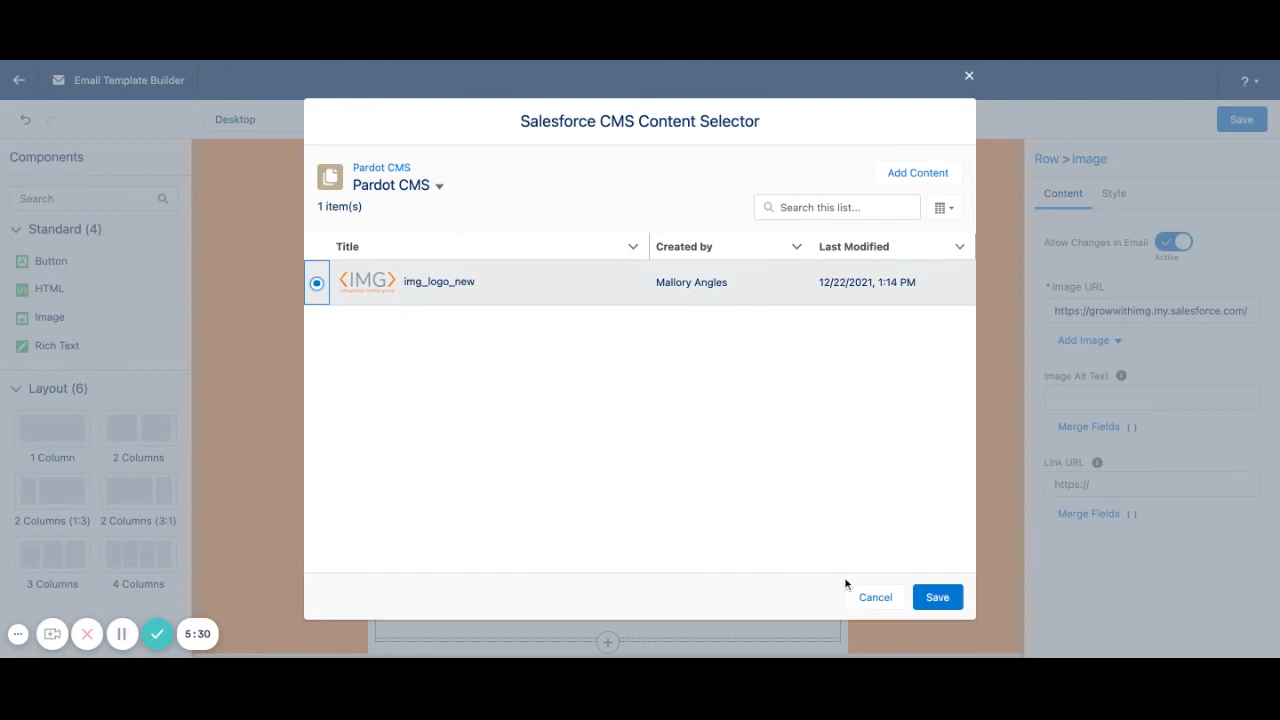 Email Template Builder
?
Desktop
Save
Components
Search
Standard (4)
Button
HTML
Image
Rich Text
Layout (6)
1 Column
2 Columns
2 Columns (1:3)
2 Columns (3:1)
3 Columns
4 Columns
5:30
Salesforce CMS Content Selector
Pardot CMS
Pardot CMS
1 item(s)
Add Content
Search this list...
Title
Created by
Last Modified
<IMG>
integrated media group
img_logo_new
Mallory Angles
12/22/2021, 1:14 PM
Cancel
Save
Row > Image
Content
Style
Allow Changes in Email
Active
* Image URL
https://growwithimg.my.salesforce.com/
Add Image
Image Alt Text
Merge Fields { }
Link URL
https://
Merge Fields { }